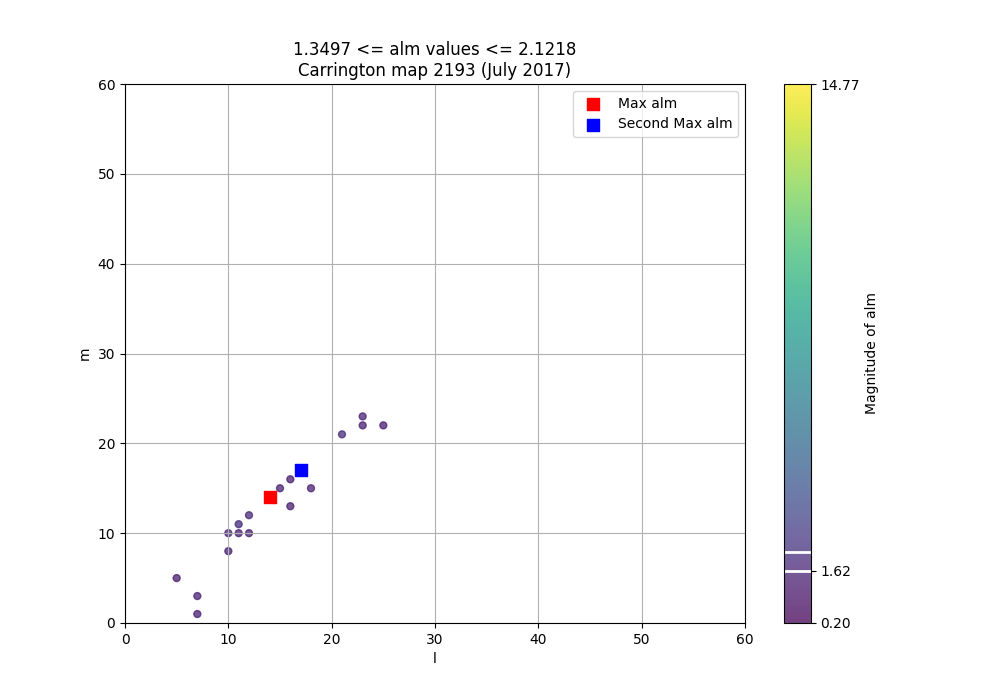 1.3497 <= alm values <= 2.1218
Carrington map 2193 (July 2017)
Max alm
Second Max alm
60
50
40
30
20
10
0
m
0 10 20 30 40 50 60
l
14.77
1.62
0.20
Magnitude of alm